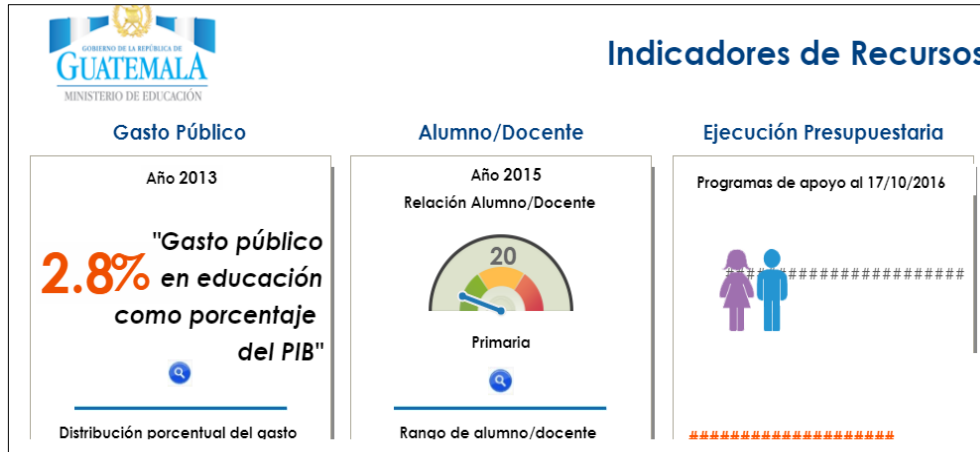 GOBIERNO DE LA REPÚBLICA DE
GUATEMALA
MINISTERIO DE EDUCACIÓN
Indicadores de Recursos
Gasto Público
Año 2013
2.8% "Gasto público
en educación
como porcentaje
del PIB"
Distribución porcentual del gasto
Alumno/Docente
Año 2015
Relación Alumno/Docente
20
Primaria
Rango de alumno/docente
Ejecución Presupuestaria
Programas de apoyo al 17/10/2016
########################
###################